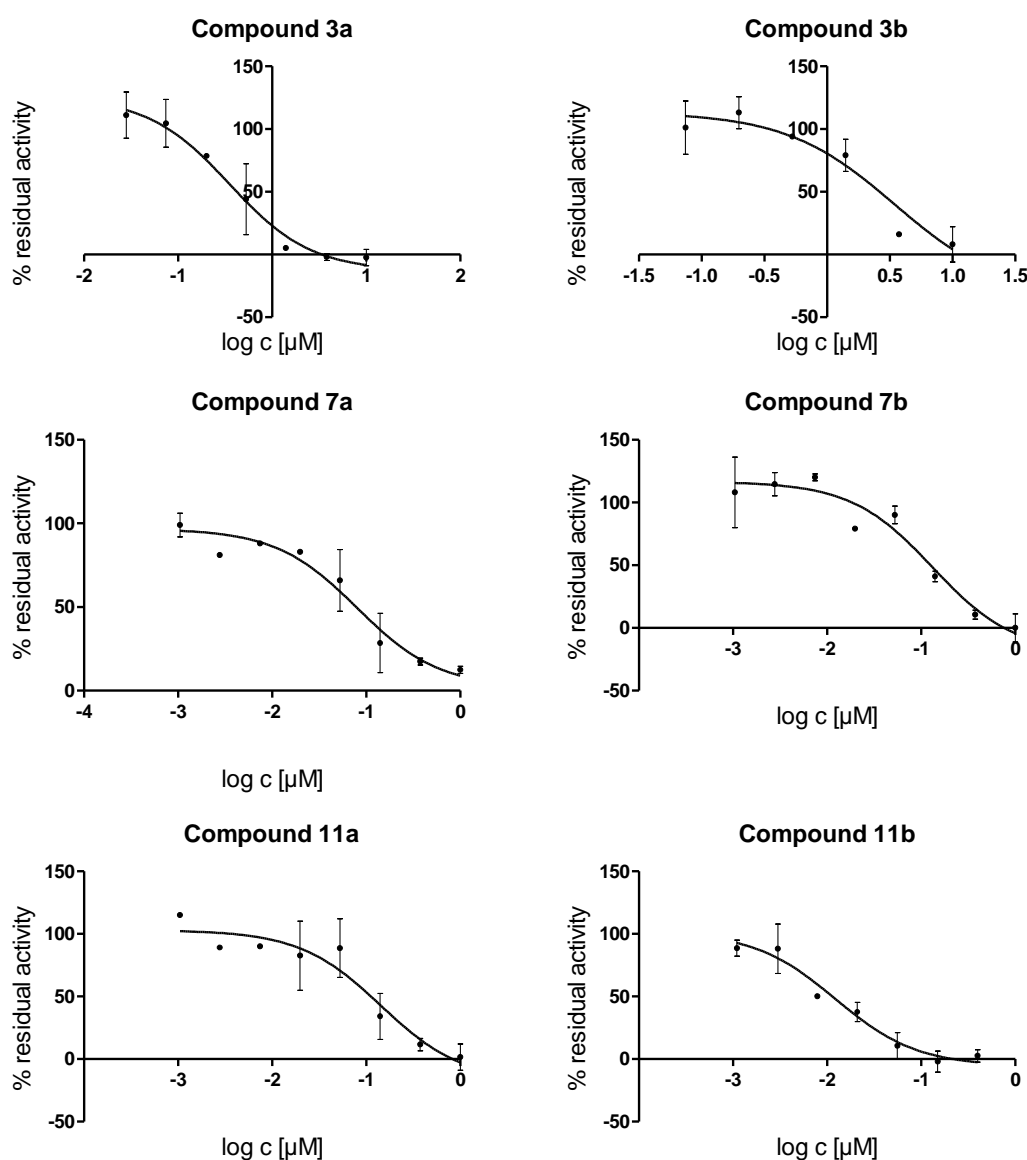 Compound 3a
% residual activity
150
100
50
-50
-2 -1 0 1 2
log c [µM]
Compound 3b
% residual activity
150
100
50
-50
-1.5 -1.0 -0.5 0.0 0.5 1.0 1.5
log c [µM]
Compound 7a
% residual activity
150
100
50
0
-4 -3 -2 -1 0
log c [µM]
Compound 7b
% residual activity
150
100
50
0
-50
-3 -2 -1 0
log c [µM]
Compound 11a
% residual activity
150
100
50
0
-50
-3 -2 -1 0
log c [µM]
Compound 11b
% residual activity
150
100
50
0
-50
-3 -2 -1 0
log c [µM]